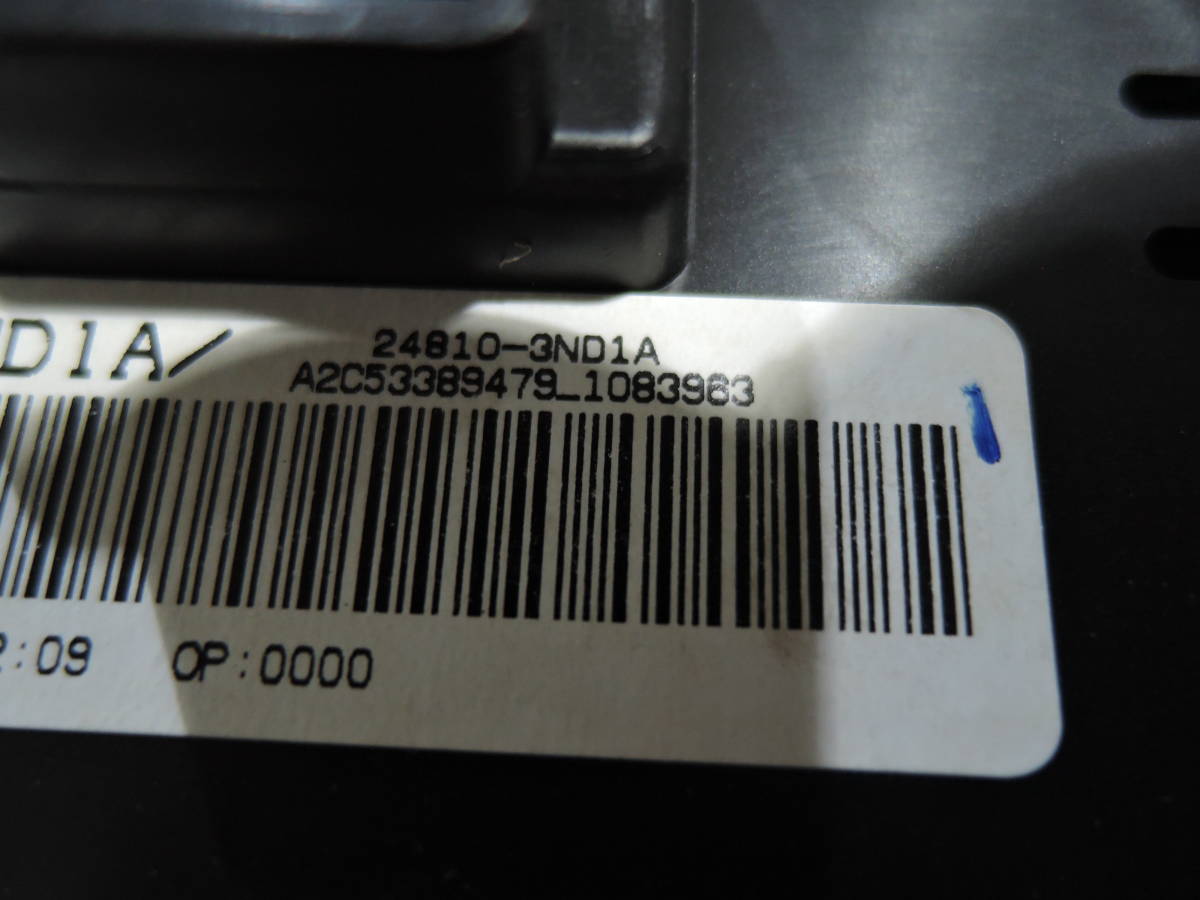 D1A/
24810-3ND1A
A2C53389479_1083963
:09 OP:0000